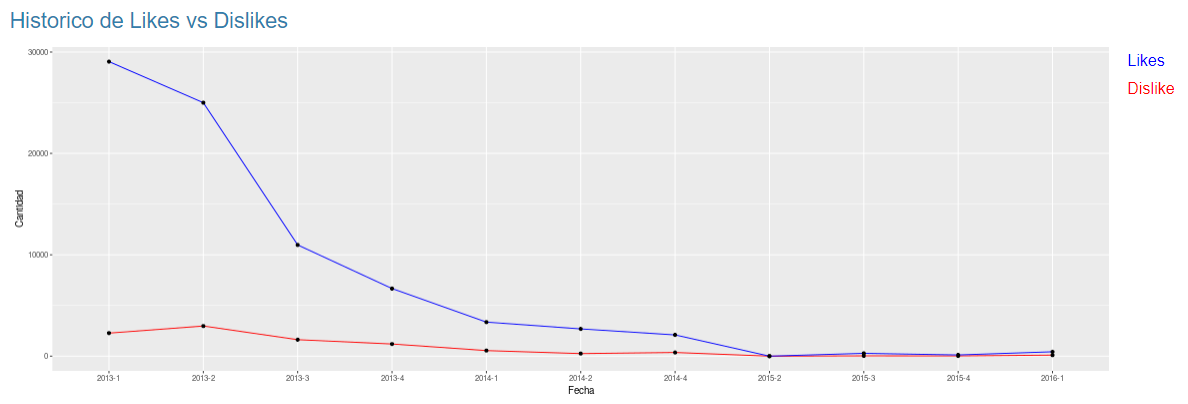 Historico de Likes vs Dislikes
Likes
Dislike
30000
20000
10000
0
Cantidad
2013-1 2013-2 2013-3 2013-4 2014-1 2014-2 2014-4 2015-2 2015-3 2015-4 2016-1
Fecha